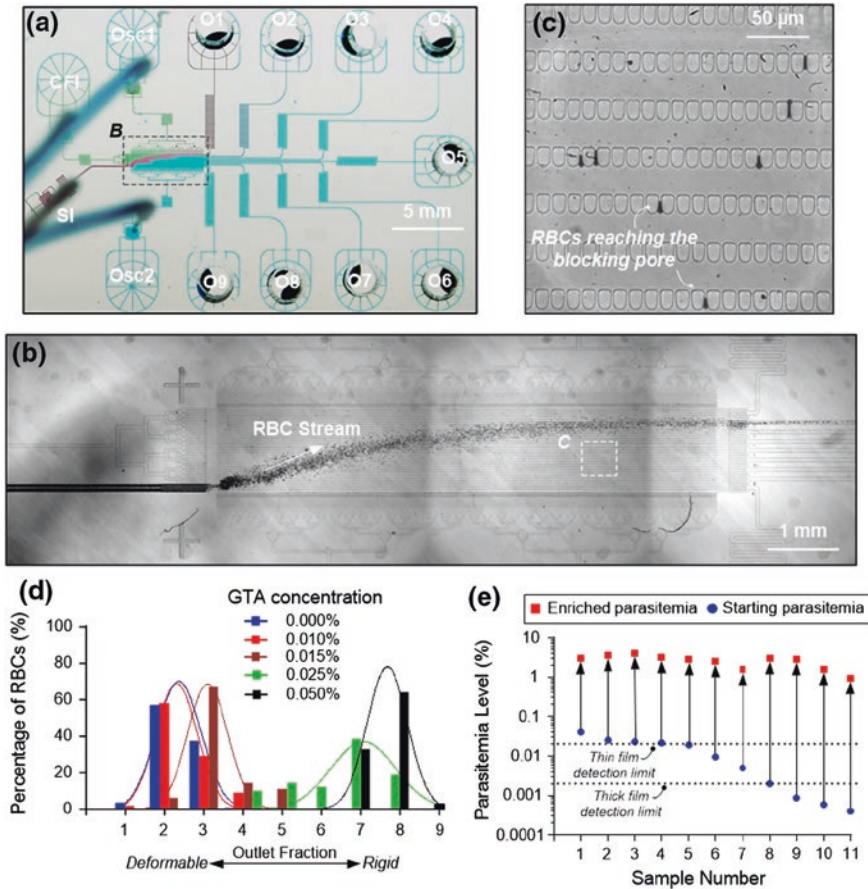 (a)
Osc1
O1
O2
O3
O4
CFI
B
O5
SI
5 mm
Osc2
O9
O8
O7
O6
(c)
50 µm
RBCs reaching the
blocking pore
(b)
RBC Stream
C
1 mm
(d)
GTA concentration
0.000%
0.010%
0.015%
0.025%
0.050%
Percentage of RBCs (%)
100
80
60
40
20
0
1 2 3 4 5 6 7 8 9
Deformable Outlet Fraction Rigid
(e)
Enriched parasitemia Starting parasitemia
Parasitemia Level (%)
10
1
0.1
0.01
0.001
0.0001
Thin film
detection limit
Thick film
detection limit
1 2 3 4 5 6 7 8 9 10 11
Sample Number